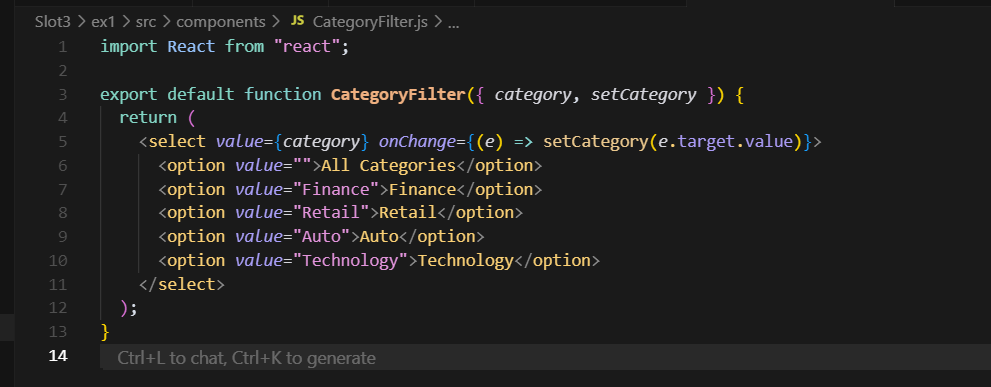 Slot3 > ex1 > src > components > JS CategoryFilter.js > ...
1 import React from "react";
2
3 export default function CategoryFilter({ category, setCategory }) {
4   return (
5     <select value={category} onChange={(e) => setCategory(e.target.value)}>
6       <option value="">All Categories</option>
7       <option value="Finance">Finance</option>
8       <option value="Retail">Retail</option>
9       <option value="Auto">Auto</option>
10       <option value="Technology">Technology</option>
11     </select>
12   );
13 }
14 Ctrl+L to chat, Ctrl+K to generate